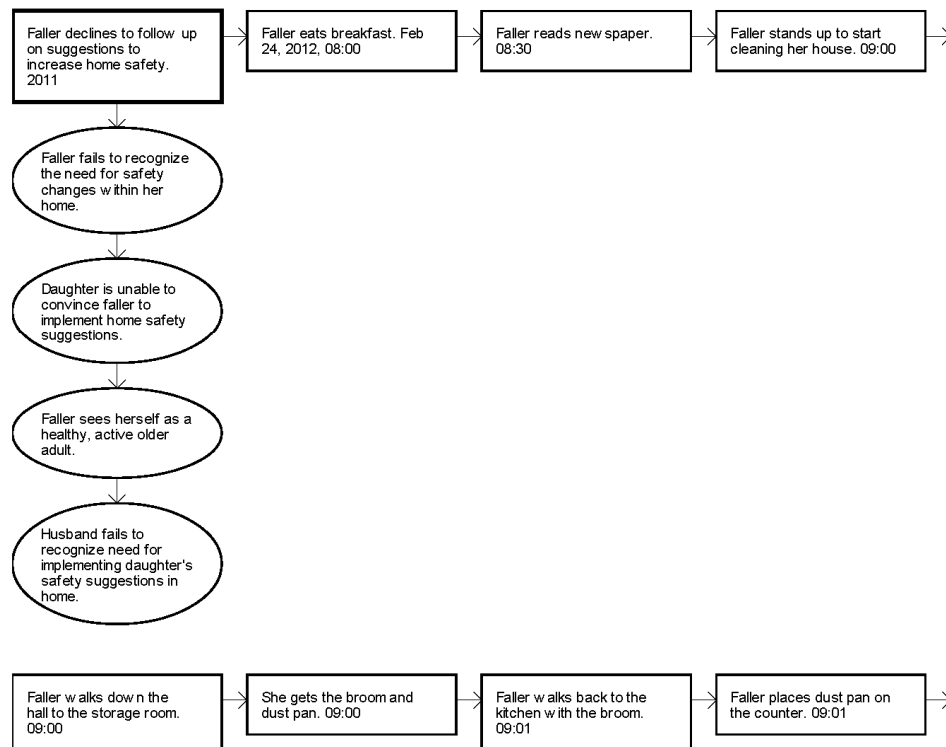 Faller declines to follow up
on suggestions to
increase home safety.
2011
Faller eats breakfast. Feb
24, 2012, 08:00
Faller reads new spaper.
08:30
Faller stands up to start
cleaning her house. 09:00
Faller fails to recognize
the need for safety
changes within her
home.
Daughter is unable to
convince faller to
implement home safety
suggestions.
Faller sees herself as a
healthy, active older
adult.
Husband fails to
recognize need for
implementing daughter's
safety suggestions in
home.
Faller walks down the
hall to the storage room.
09:00
She gets the broom and
dust pan. 09:00
Faller walks back to the
kitchen with the broom.
09:01
Faller places dust pan on
the counter. 09:01